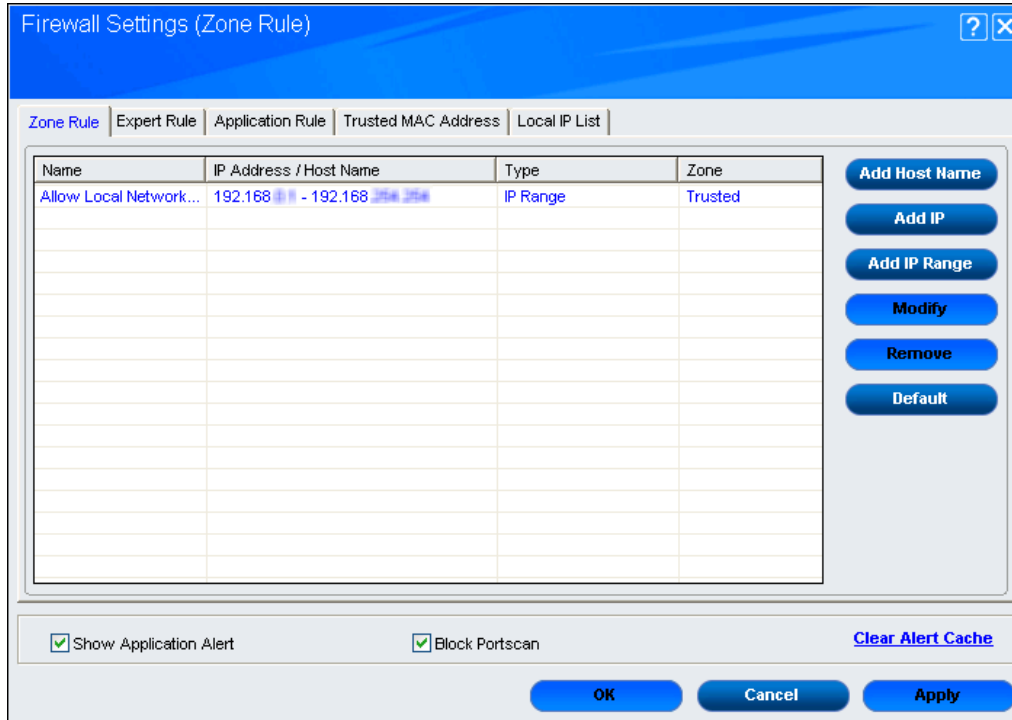 Firewall Settings (Zone Rule)
Zone Rule Expert Rule Application Rule Trusted MAC Address Local IP List
Name IP Address / Host Name Type Zone
Allow Local Network... 192.168 - 192.168 IP Range Trusted
Add Host Name
Add IP
Add IP Range
Modify
Remove
Default
Show Application Alert Block Portscan Clear Alert Cache
OK Cancel Apply